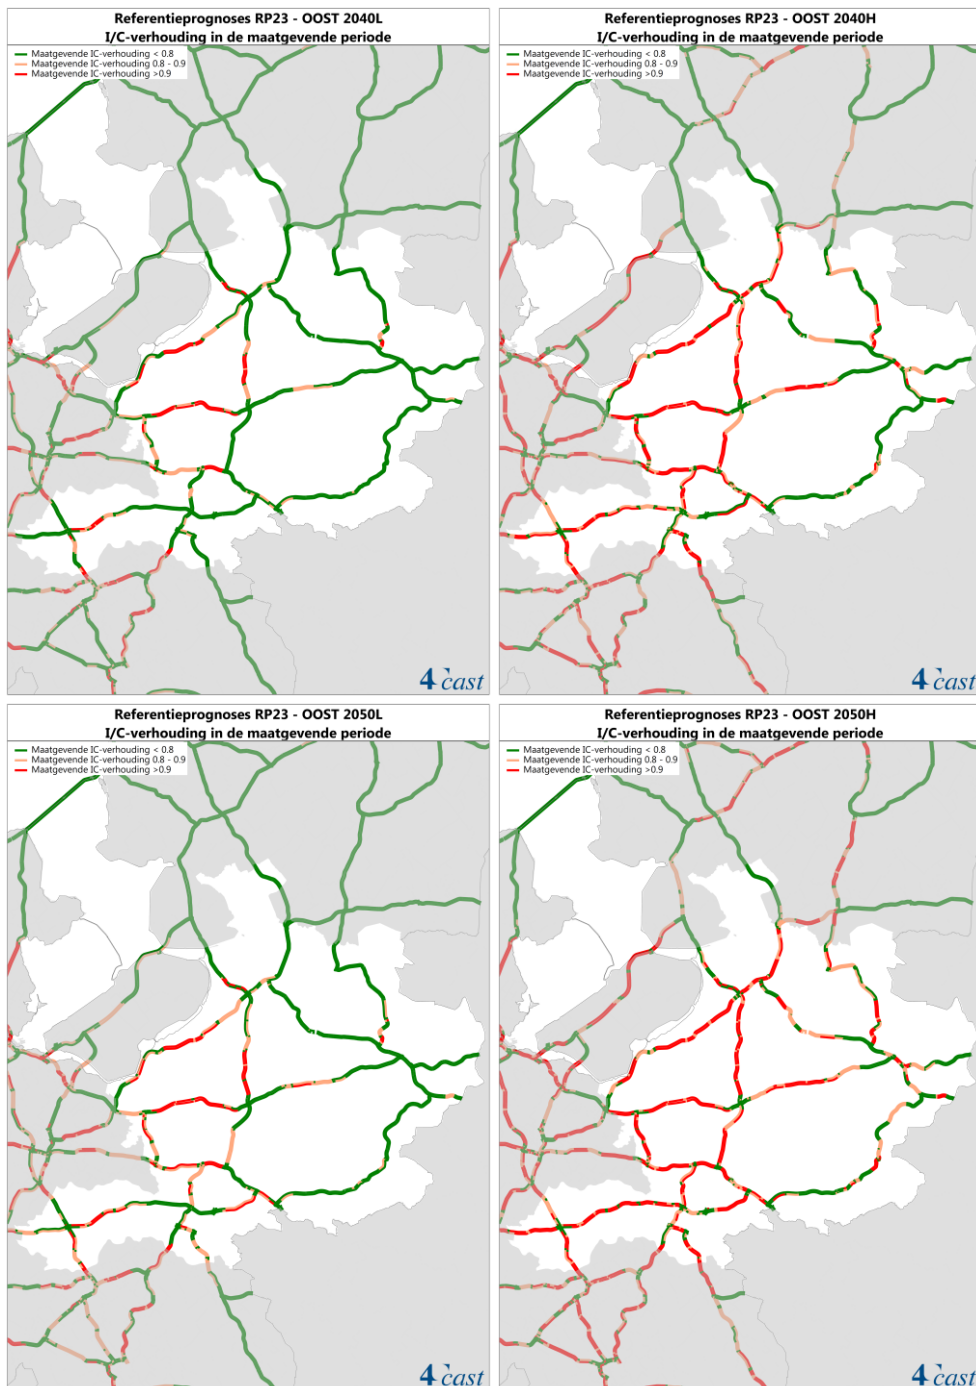 Referentieprognoses RP23 - OOST 2040L
I/C-verhouding in de maatgevende periode
Maatgevende IC-verhouding < 0.8
Maatgevende IC-verhouding 0.8 - 0.9
Maatgevende IC-verhouding >0.9
4cast
Referentieprognoses RP23 - OOST 2040H
I/C-verhouding in de maatgevende periode
Maatgevende IC-verhouding < 0.8
Maatgevende IC-verhouding 0.8 - 0.9
Maatgevende IC-verhouding >0.9
4cast
Referentieprognoses RP23 - OOST 2050L
I/C-verhouding in de maatgevende periode
Maatgevende IC-verhouding < 0.8
Maatgevende IC-verhouding 0.8 - 0.9
Maatgevende IC-verhouding >0.9
4cast
Referentieprognoses RP23 - OOST 2050H
I/C-verhouding in de maatgevende periode
Maatgevende IC-verhouding < 0.8
Maatgevende IC-verhouding 0.8 - 0.9
Maatgevende IC-verhouding >0.9
4cast